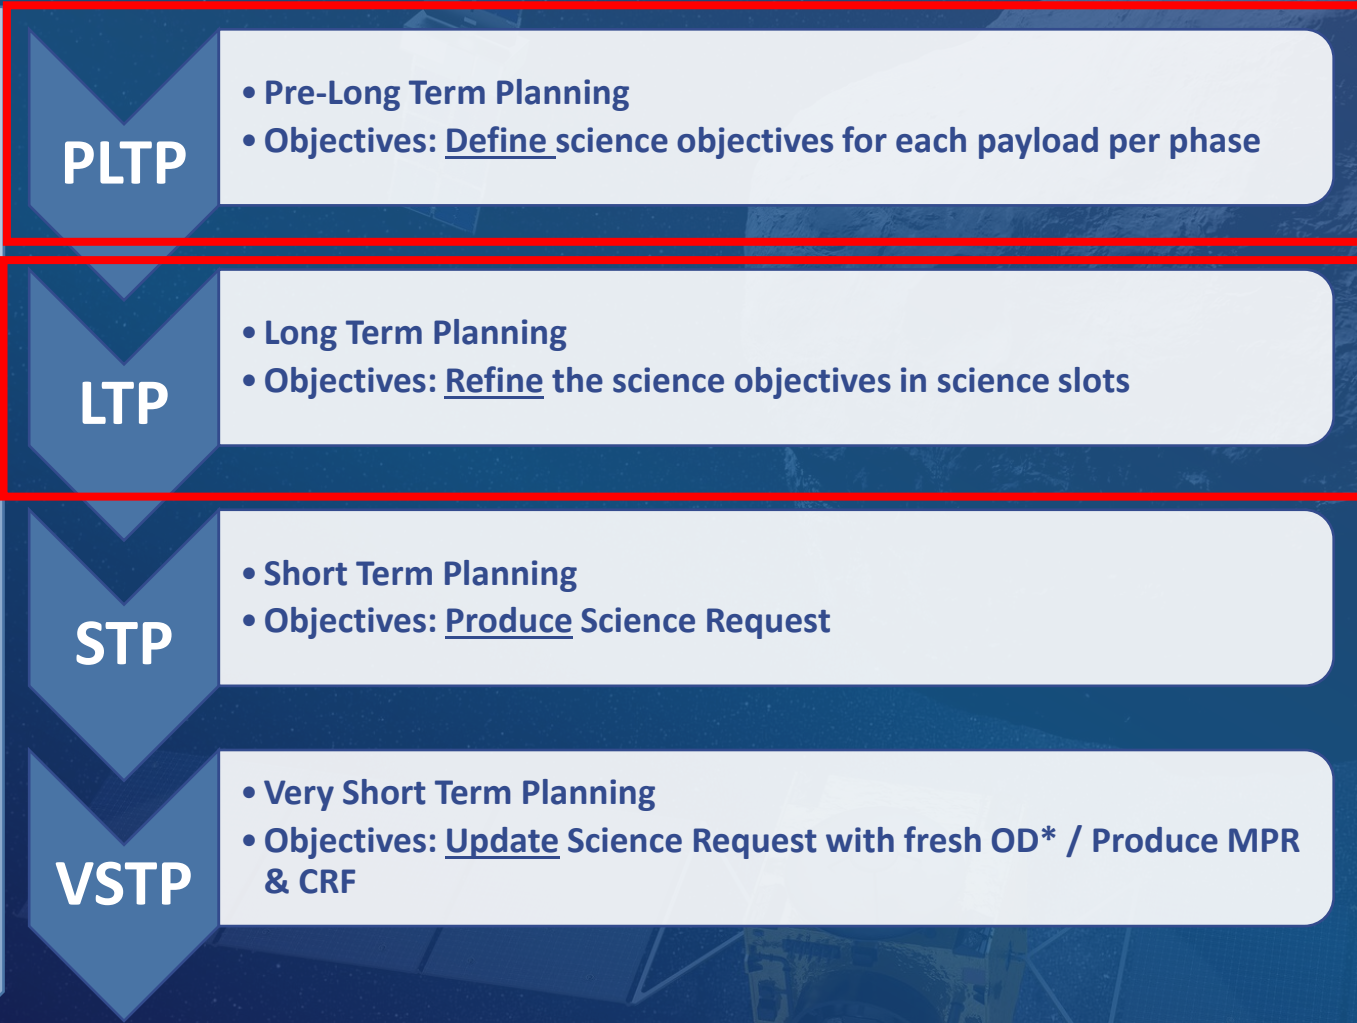 PLTP
• Pre-Long Term Planning
• Objectives: Define science objectives for each payload per phase
LTP
• Long Term Planning
• Objectives: Refine the science objectives in science slots
STP
• Short Term Planning
• Objectives: Produce Science Request
VSTP
• Very Short Term Planning
• Objectives: Update Science Request with fresh OD* / Produce MPR
& CRF